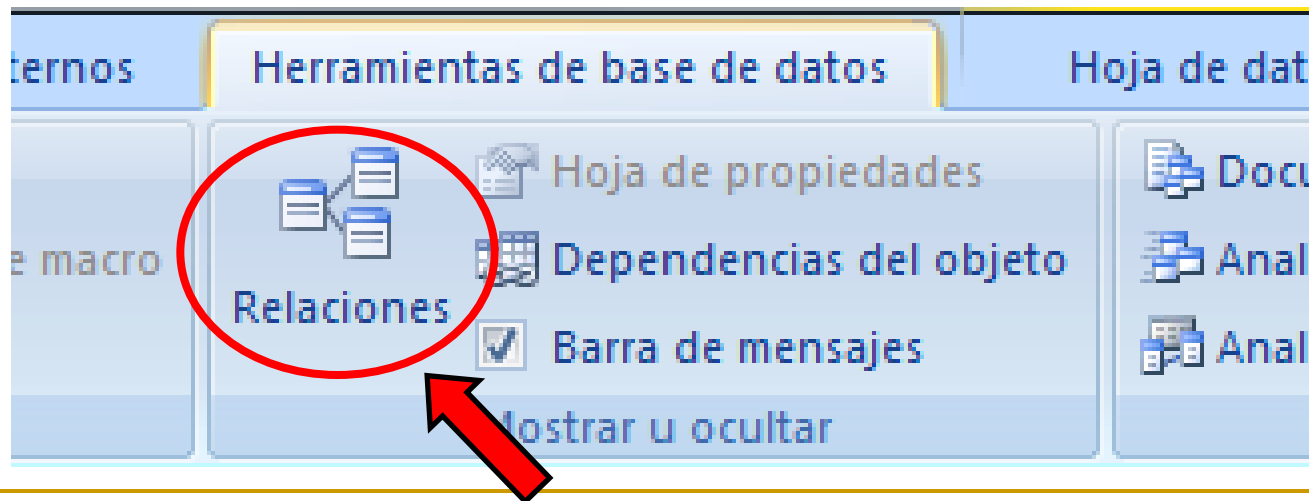 ternos
Herramientas de base de datos
Hoja de dat
e macro
Relaciones
Hoja de propiedades
Dependencias del objeto
Barra de mensajes
Mostrar u ocultar
Docu
Anal
Anal